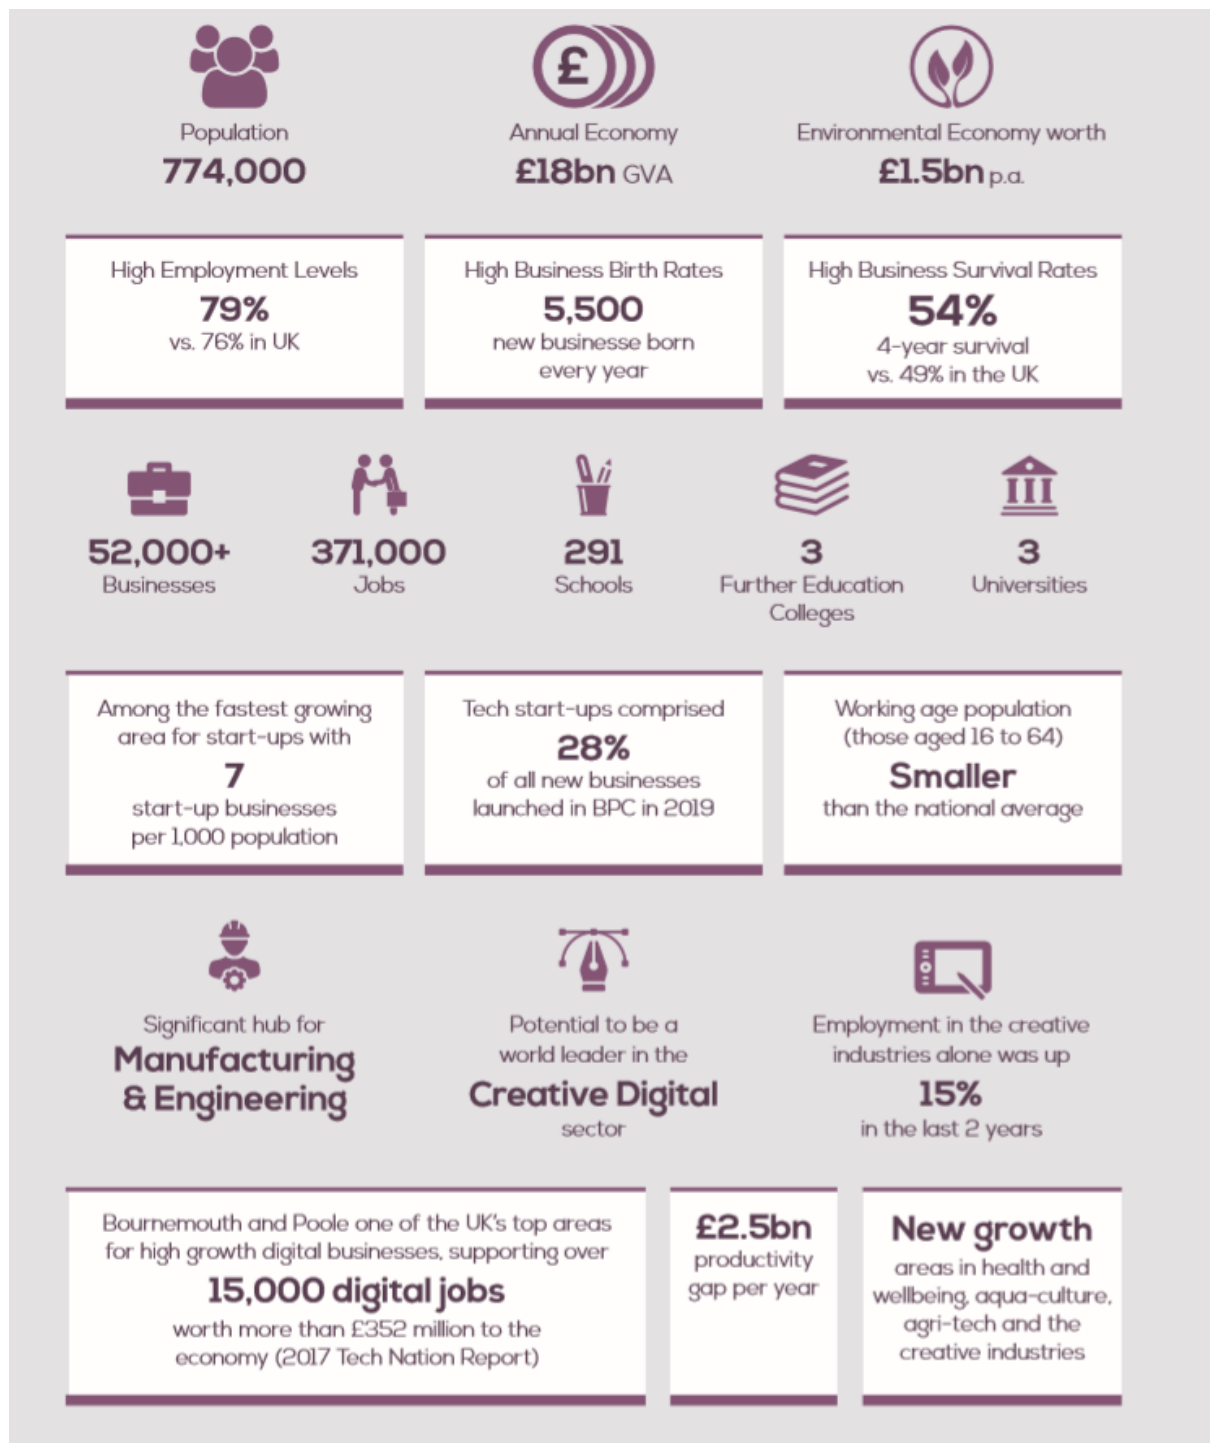 Population
774,000
Annual Economy
£18bn GVA
Environmental Economy worth
£1.5bn p.a.
High Employment Levels
79%
vs. 76% in UK
High Business Birth Rates
5,500
new businesse born
every year
High Business Survival Rates
54%
4-year survival
vs. 49% in the UK
52,000+
Businesses
371,000
Jobs
291
Schools
3
Further Education
Colleges
3
Universities
Among the fastest growing
area for start-ups with
7
start-up businesses
per 1,000 population
Tech start-ups comprised
28%
of all new businesses
launched in BPC in 2019
Working age population
(those aged 16 to 64)
Smaller
than the national average
Significant hub for
Manufacturing
& Engineering
Potential to be a
world leader in the
Creative Digital
sector
Employment in the creative
industries alone was up
15%
in the last 2 years
Bournemouth and Poole one of the UK's top areas
for high growth digital businesses, supporting over
15,000 digital jobs
worth more than £352 million to the
economy (2017 Tech Nation Report)
£2.5bn
productivity
gap per year
New growth
areas in health and
wellbeing, aqua-culture,
agri-tech and the
creative industries